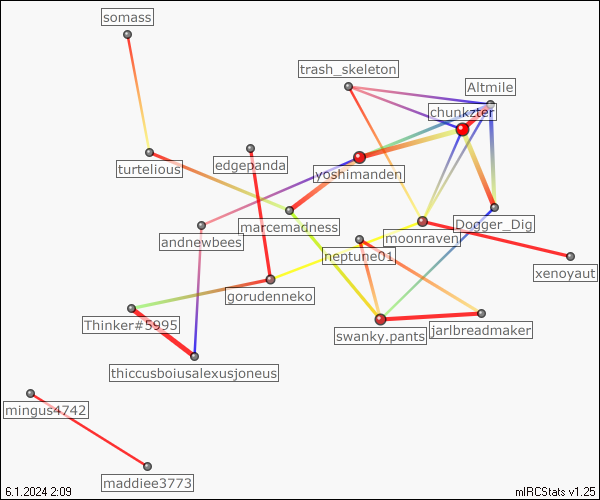 somass
trash_skeleton
Altmile
chunkzter
turtelious
edgepanda
yoshimanden
marcemadness
Dogger_Dig
andnewbees
moonraven
neptune01
xenoyaut
gorudenneko
Thinker#5995
swanky.pants
jarlbreadmaker
thiccusboiusalexusjoneus
mingus4742
maddiee3773
6.1.2024 2:09
mIRCStats v1.25